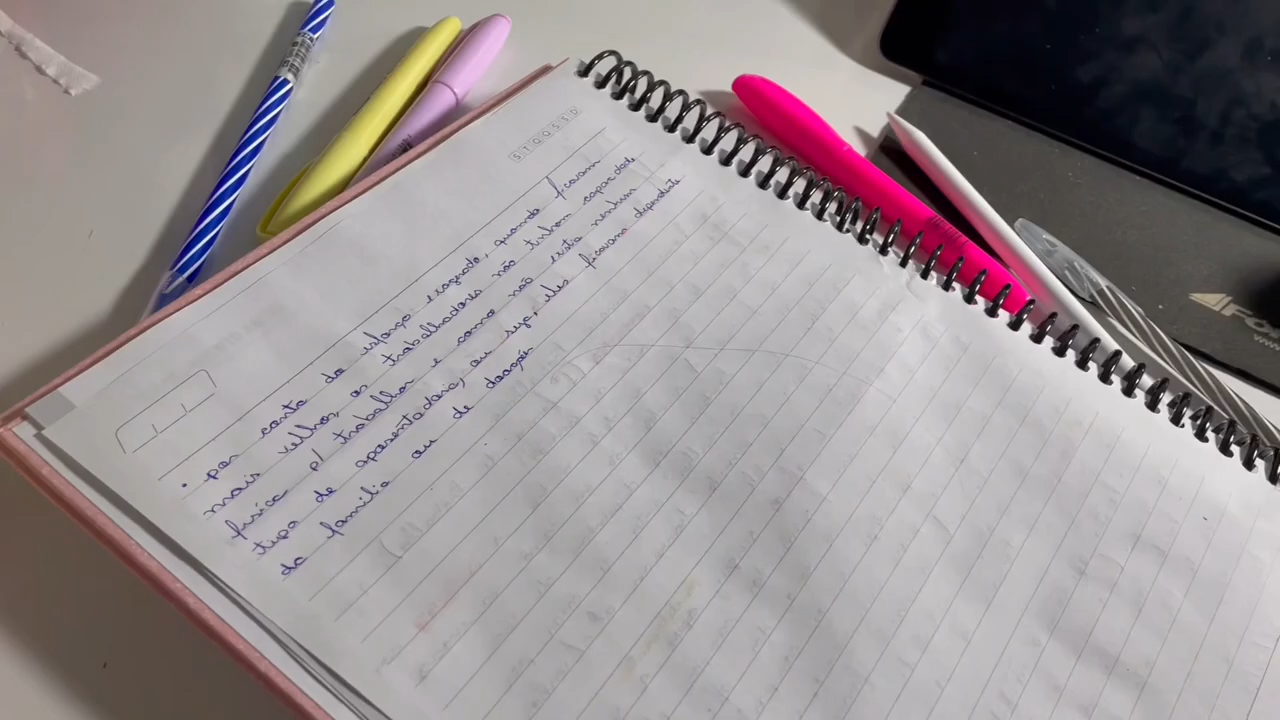 S T Q Q S S D
• por conta do esforço exagerado, quando ficavam
mais velhos, os trabalhadores não tinham capacidade
física p/ trabalhar e como não existia nenhum
tipo de aposentadoria, ou seja, eles ficavam dependente
da família ou de doações